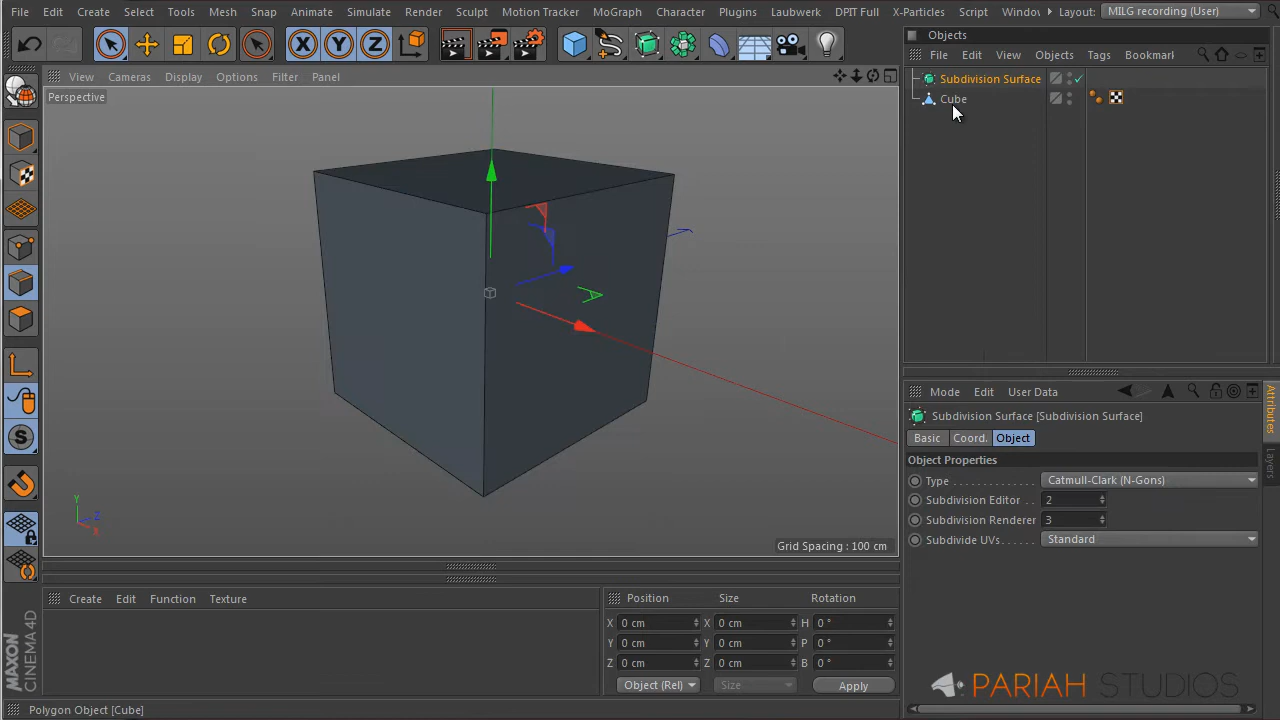 File Edit Create Select Tools Mesh Snap Animate Simulate Render Sculpt Motion Tracker MoGraph Character Plugins Laubwerk DPIT Full X-Particles Script Windov Layout: MILG recording (User)
Objects
File Edit View Objects Tags Bookmark
View Cameras Display Options Filter Panel
Subdivision Surface
Cube
Perspective
X Y Z
S
Y
Z
X
Grid Spacing : 100 cm
Mode Edit User Data
Attributes
Layers
Subdivision Surface [Subdivision Surface]
Basic Coord. Object
Object Properties
Type Catmull-Clark (N-Gons)
Subdivision Editor 2
Subdivision Renderer 3
Subdivide UVs Standard
Create Edit Function Texture
Position Size Rotation
X 0 cm X 0 cm H 0 °
Y 0 cm Y 0 cm P 0 °
Z 0 cm Z 0 cm B 0 °
Object (Rel) Size Apply
MAXON
CINEMA 4D
PARIAH STUDIOS
Polygon Object [Cube]